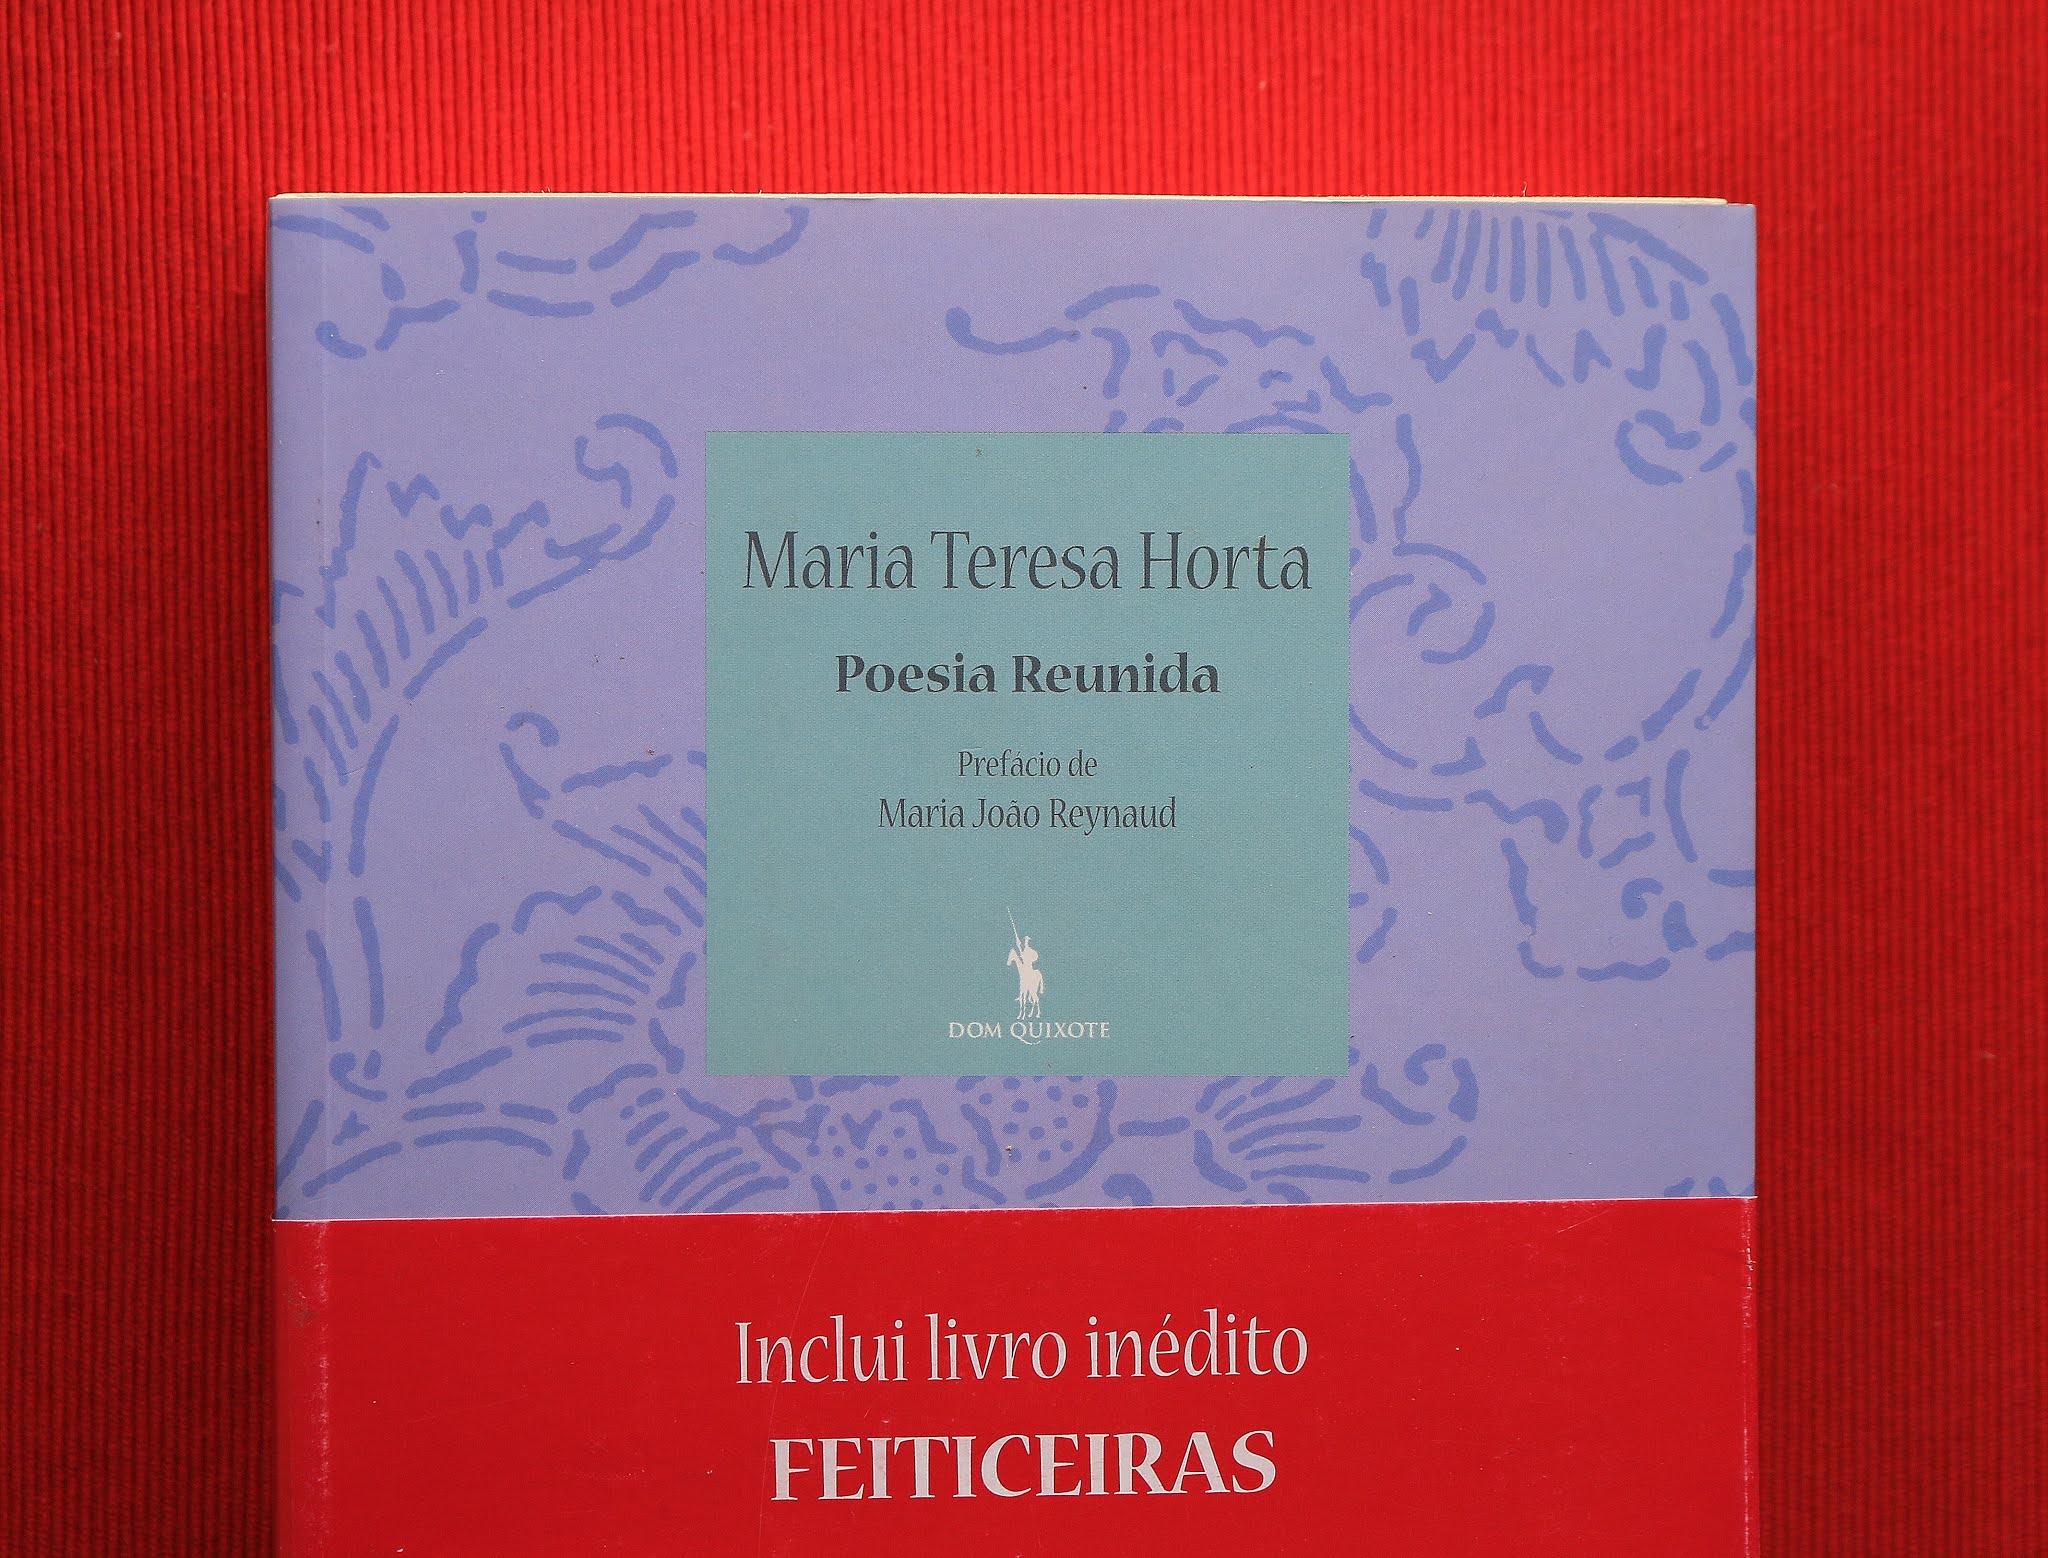 Maria Teresa Horta
Poesia Reunida
Prefácio de
Maria João Reynaud
DOM QUIXOTE
Inclui livro inédito
FEITICEIRAS